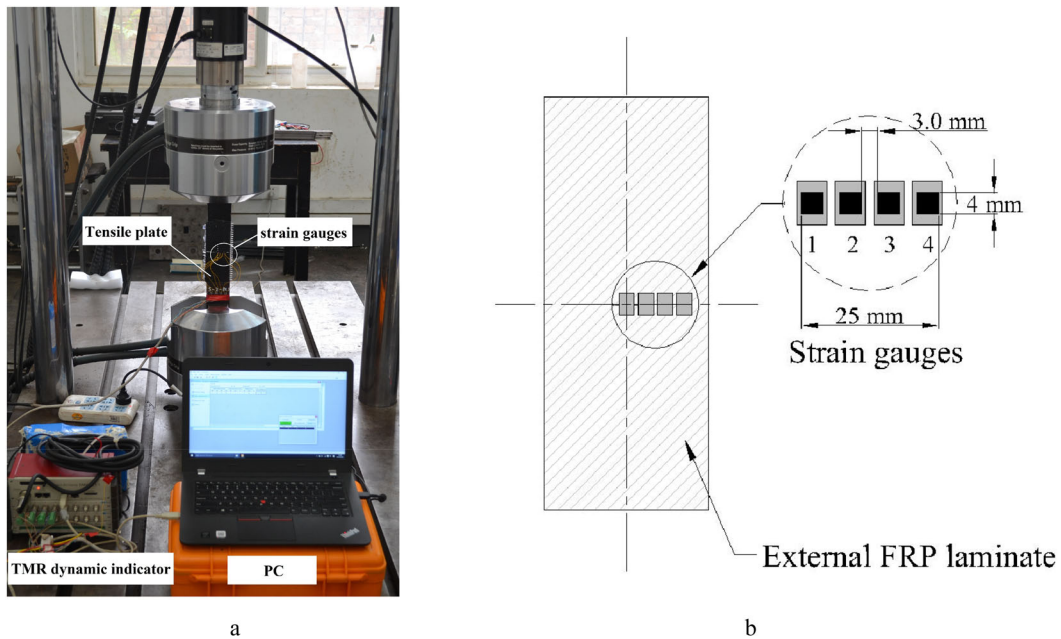 Tensile plate
strain gauges
TMR dynamic indicator
PC
ThinkPad
a
3.0 mm
4 mm
1 2 3 4
25 mm
Strain gauges
External FRP laminate
b